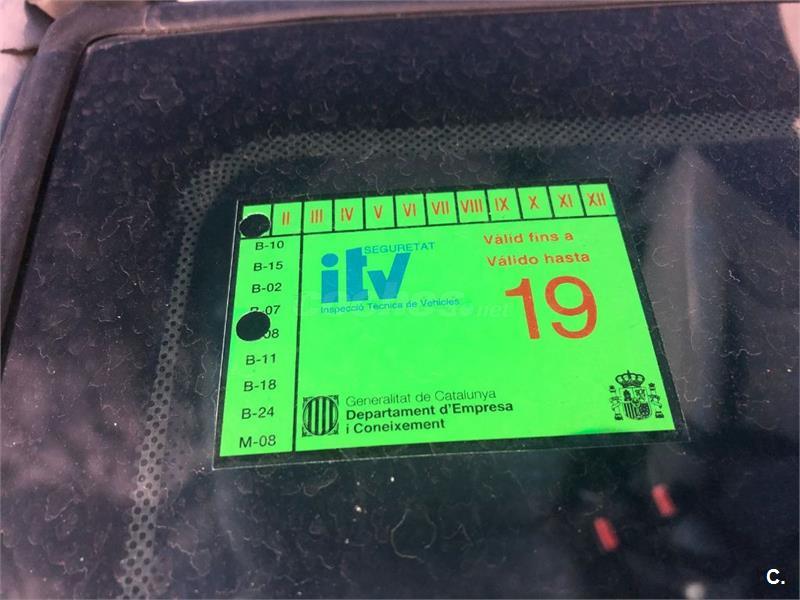 II III IV V VI VII VIII IX X XI XII
B-10
B-15
B-02
B-11
B-18
B-24
M-08
SEGURETAT
itv
Inspecció Tècnica de Vehicles
Vàlid fins a
Válido hasta
19
Generalitat de Catalunya
Departament d'Empresa
i Coneixement
C.